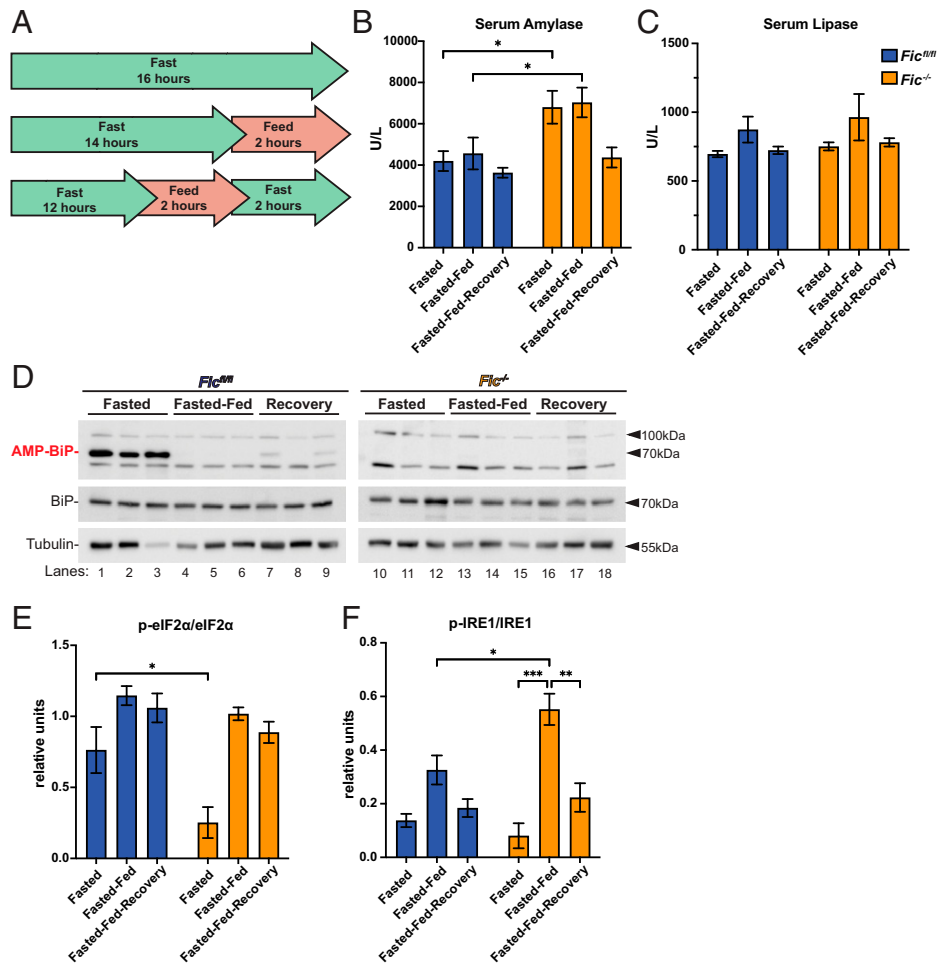 A
Fast
16 hours
Fast
14 hours
Feed
2 hours
Fast
12 hours
Feed
2 hours
Fast
2 hours
B
Serum Amylase
10000
8000
6000
4000
2000
0
U/L
*
*
Fasted
Fasted-Fed
Fasted-Fed-Recovery
Fasted
Fasted-Fed
Fasted-Fed-Recovery
C
Serum Lipase
1500
1250
1000
750
500
250
0
U/L
Fic^fl/fl
Fic^-/-
Fasted
Fasted-Fed
Fasted-Fed-Recovery
Fasted
Fasted-Fed
Fasted-Fed-Recovery
D
Fic^fl/fl
Fic^-/-
Fasted Fasted-Fed Recovery
Fasted Fasted-Fed Recovery
AMP-BiP-
100kDa
70kDa
BiP-
70kDa
Tubulin-
55kDa
Lanes: 1 2 3 4 5 6 7 8 9 10 11 12 13 14 15 16 17 18
E
p-eIF2α/eIF2α
1.5
1.0
0.5
0.0
relative units
*
Fasted
Fasted-Fed
Fasted-Fed-Recovery
Fasted
Fasted-Fed
Fasted-Fed-Recovery
F
p-IRE1/IRE1
0.8
0.6
0.4
0.2
0.0
relative units
*
*** **
Fasted
Fasted-Fed
Fasted-Fed-Recovery
Fasted
Fasted-Fed
Fasted-Fed-Recovery